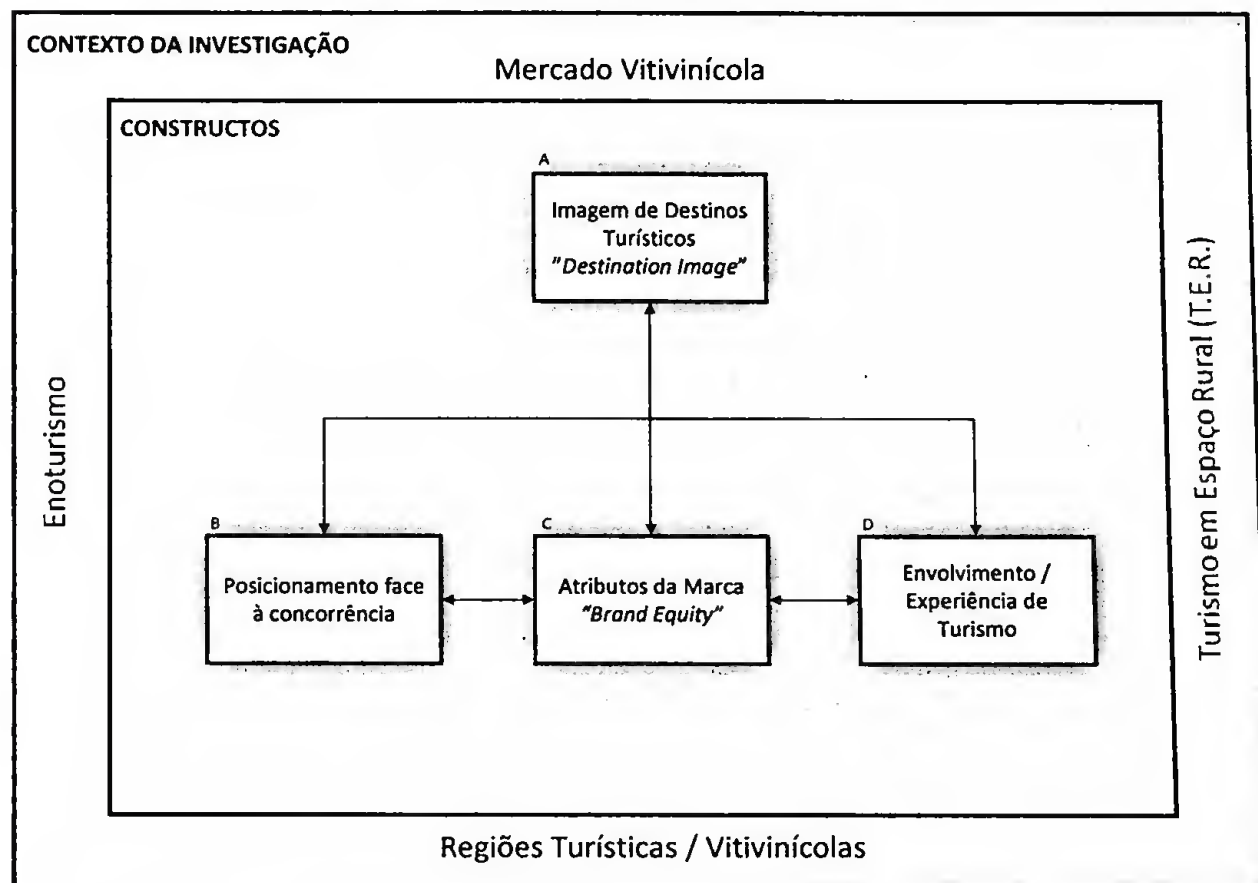 CONTEXTO DA INVESTIGAÇÃO
Mercado Vitivinícola
CONSTRUCTOS
A
Imagem de Destinos
Turísticos
"Destination Image"
Enoturismo
Turismo em Espaço Rural (T.E.R.)
B
Posicionamento face
à concorrência
C
Atributos da Marca
"Brand Equity"
D
Envolvimento /
Experiência de
Turismo
Regiões Turísticas / Vitivinícolas